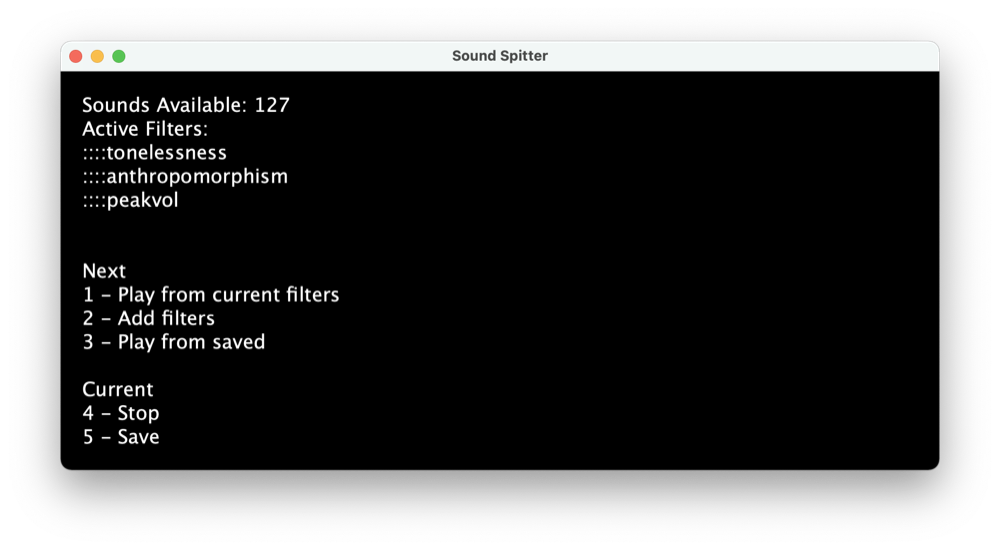 Sound Spitter
Sounds Available: 127
Active Filters:
::::tonelessness
::::anthropomorphism
::::peakvol
Next
1 – Play from current filters
2 – Add filters
3 – Play from saved
Current
4 – Stop
5 – Save